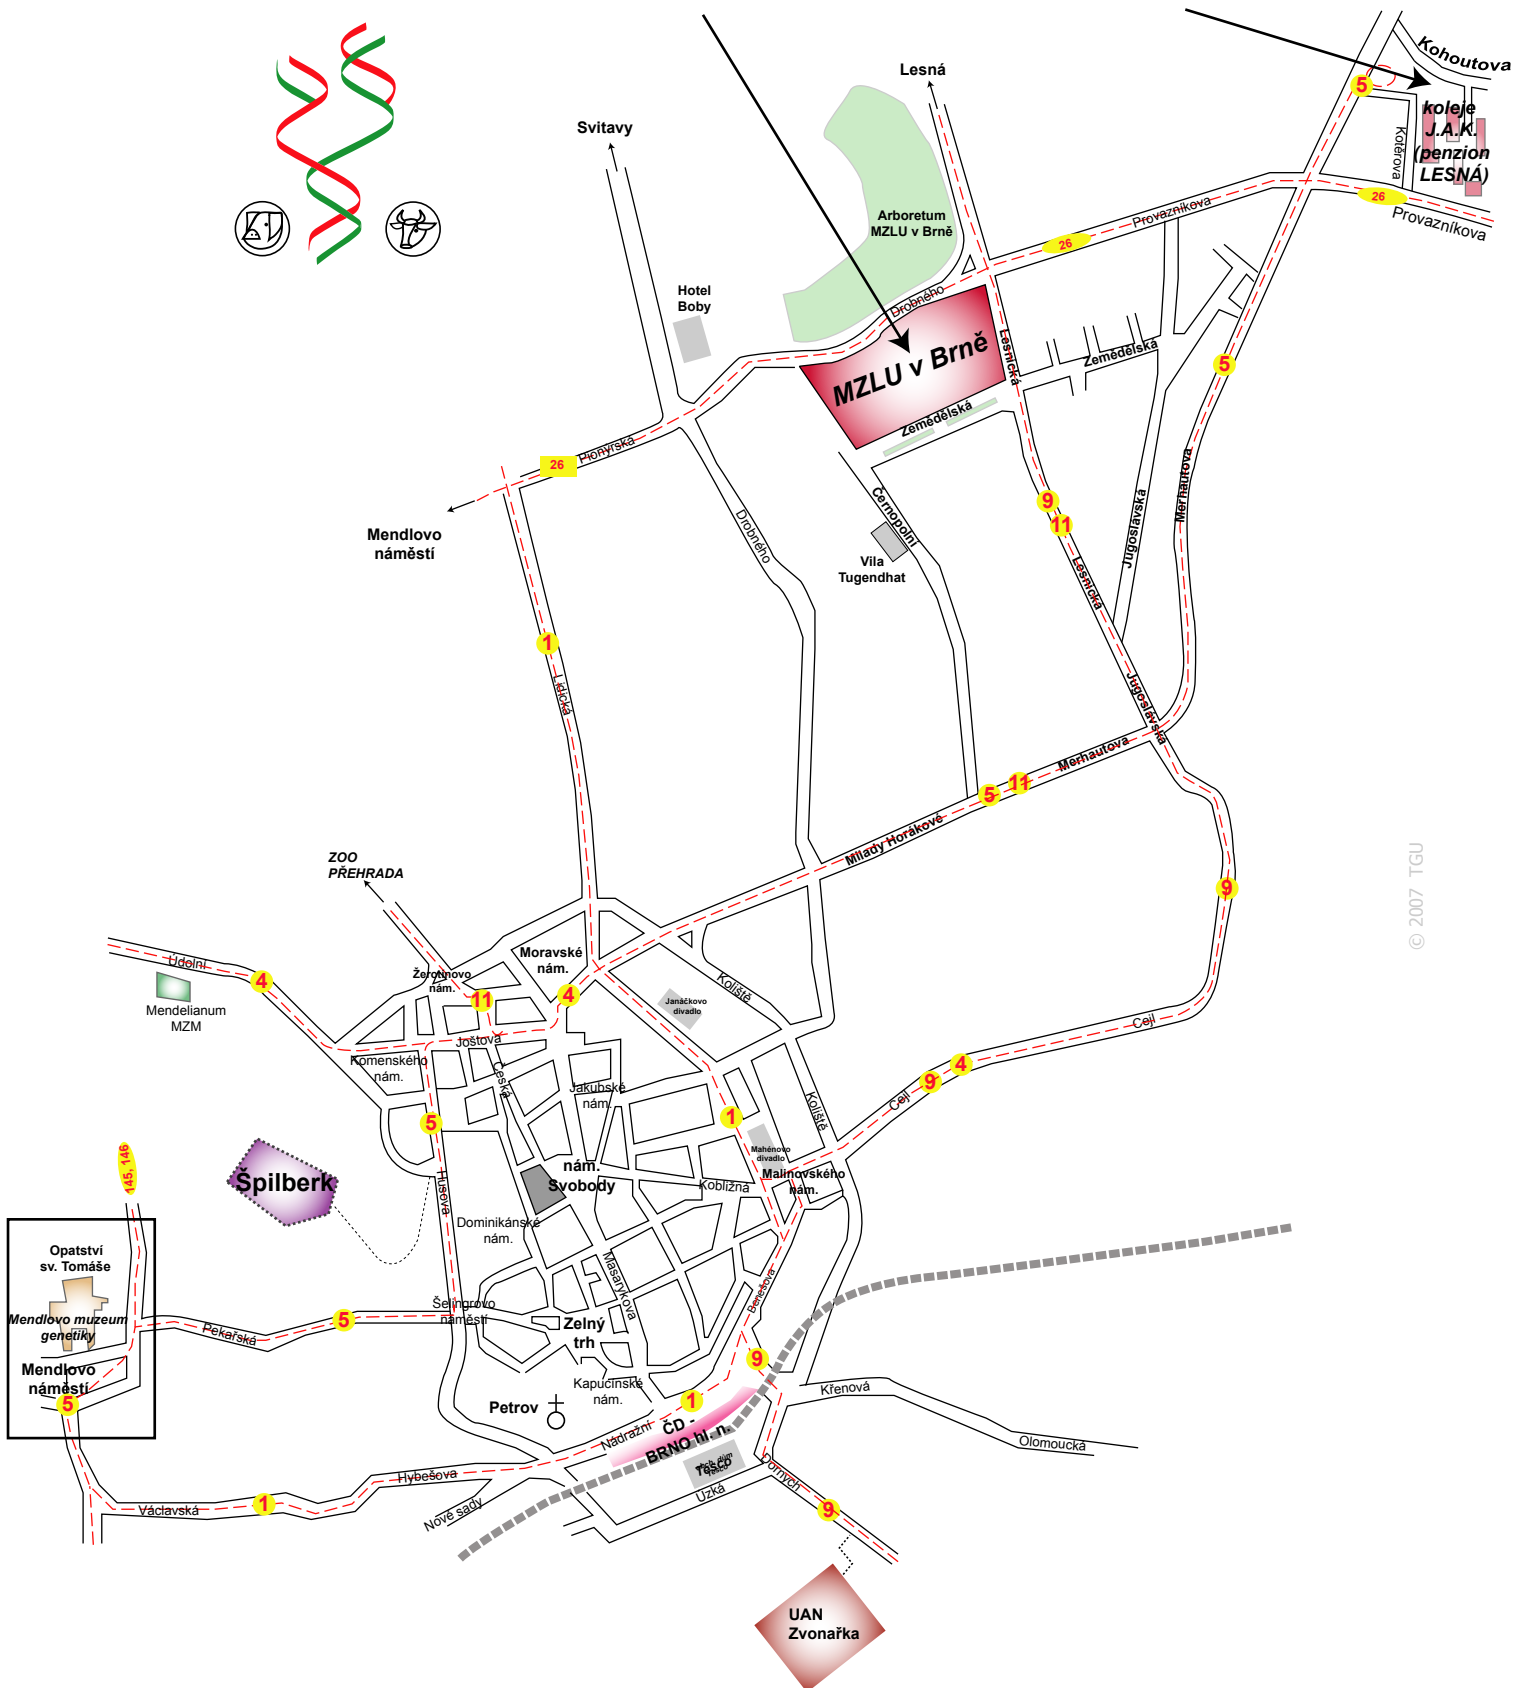 Kohoutova
5
koleje
J.A.K.
(penzion
LESNÁ)
Kotěrova
26
Provazníkova
Provazníkova
26
Lesná
Svitavy
Arboretum
MZLU v Brně
Hotel
Boby
Drobného
MZLU v Brně
Lesnická
Zemědělská
Zemědělská
5
Pionyrská
26
Mendlovo
náměstí
Drobného
Černopolní
Vila
Tugendhat
9
11
Lesnická
Jugoslávská
Merhautova
1
Lidická
Jugoslávská
Merhautova
11
5
Milady Horákové
9
© 2007 TGU
ZOO
PŘEHRADA
Údolní
4
Mendelianum
MZM
Žerotínovo
nám.
Moravské
nám.
11
4
Joštova
Koliště
Janáčkovo
divadlo
Cejl
Komenského
nám.
Česká
Jakubské
nám.
4
9
Cejl
Koliště
1
5
Husova
145, 146
Špilberk
nám.
Svobody
Kobližná
Mahenovo
divadlo
Malinovského
nám.
Dominikánské
nám.
Masarykova
Benešova
Opatství
sv. Tomáše
Mendlovo muzeum
genetiky
Mendlovo
náměstí
5
Pekařská
5
Šelingrovo
náměstí
Zelný
trh
Kapucínské
nám.
Petrov
9
1
Křenová
Olomoucká
Nádražní
ČD -
BRNO hl. n.
Tesco
Úzká
Dornych
9
Hybešova
Nové sady
1
Václavská
UAN
Zvonařka